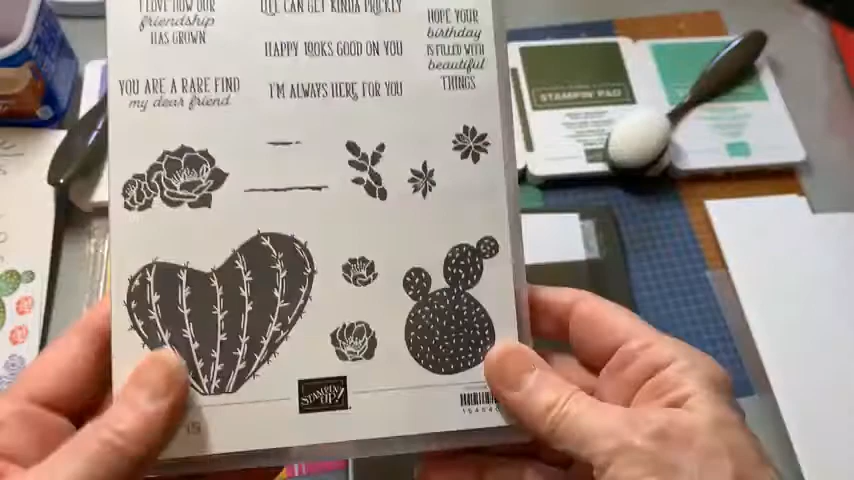 I LOVE HOW OUR
friendship
HAS GROWN
LIFE CAN GET KINDA PRICKLY
HAPPY LOOKS GOOD ON YOU
HOPE YOUR
birthday
IS FILLED WITH
beautiful
THINGS
YOU ARE A RARE FIND
my dear friend
I'M ALWAYS HERE FOR YOU
STAMPIN' PAD
STAMPIN' UP!
15